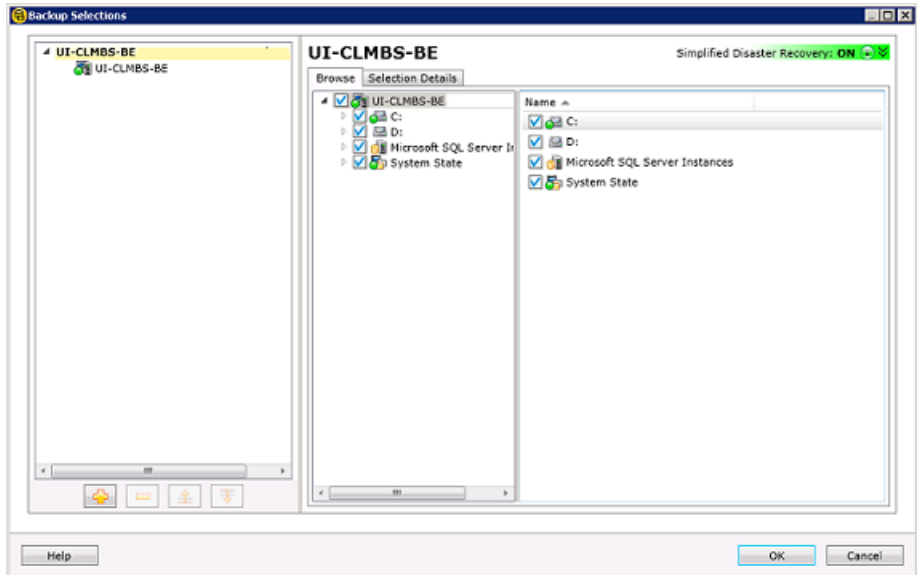 Backup Selections
UI-CLMBS-BE
UI-CLMBS-BE
UI-CLMBS-BE
Simplified Disaster Recovery: ON
Browse
Selection Details
UI-CLMBS-BE
C:
D:
Microsoft SQL Server In
System State
Name
C:
D:
Microsoft SQL Server Instances
System State
Help
OK
Cancel